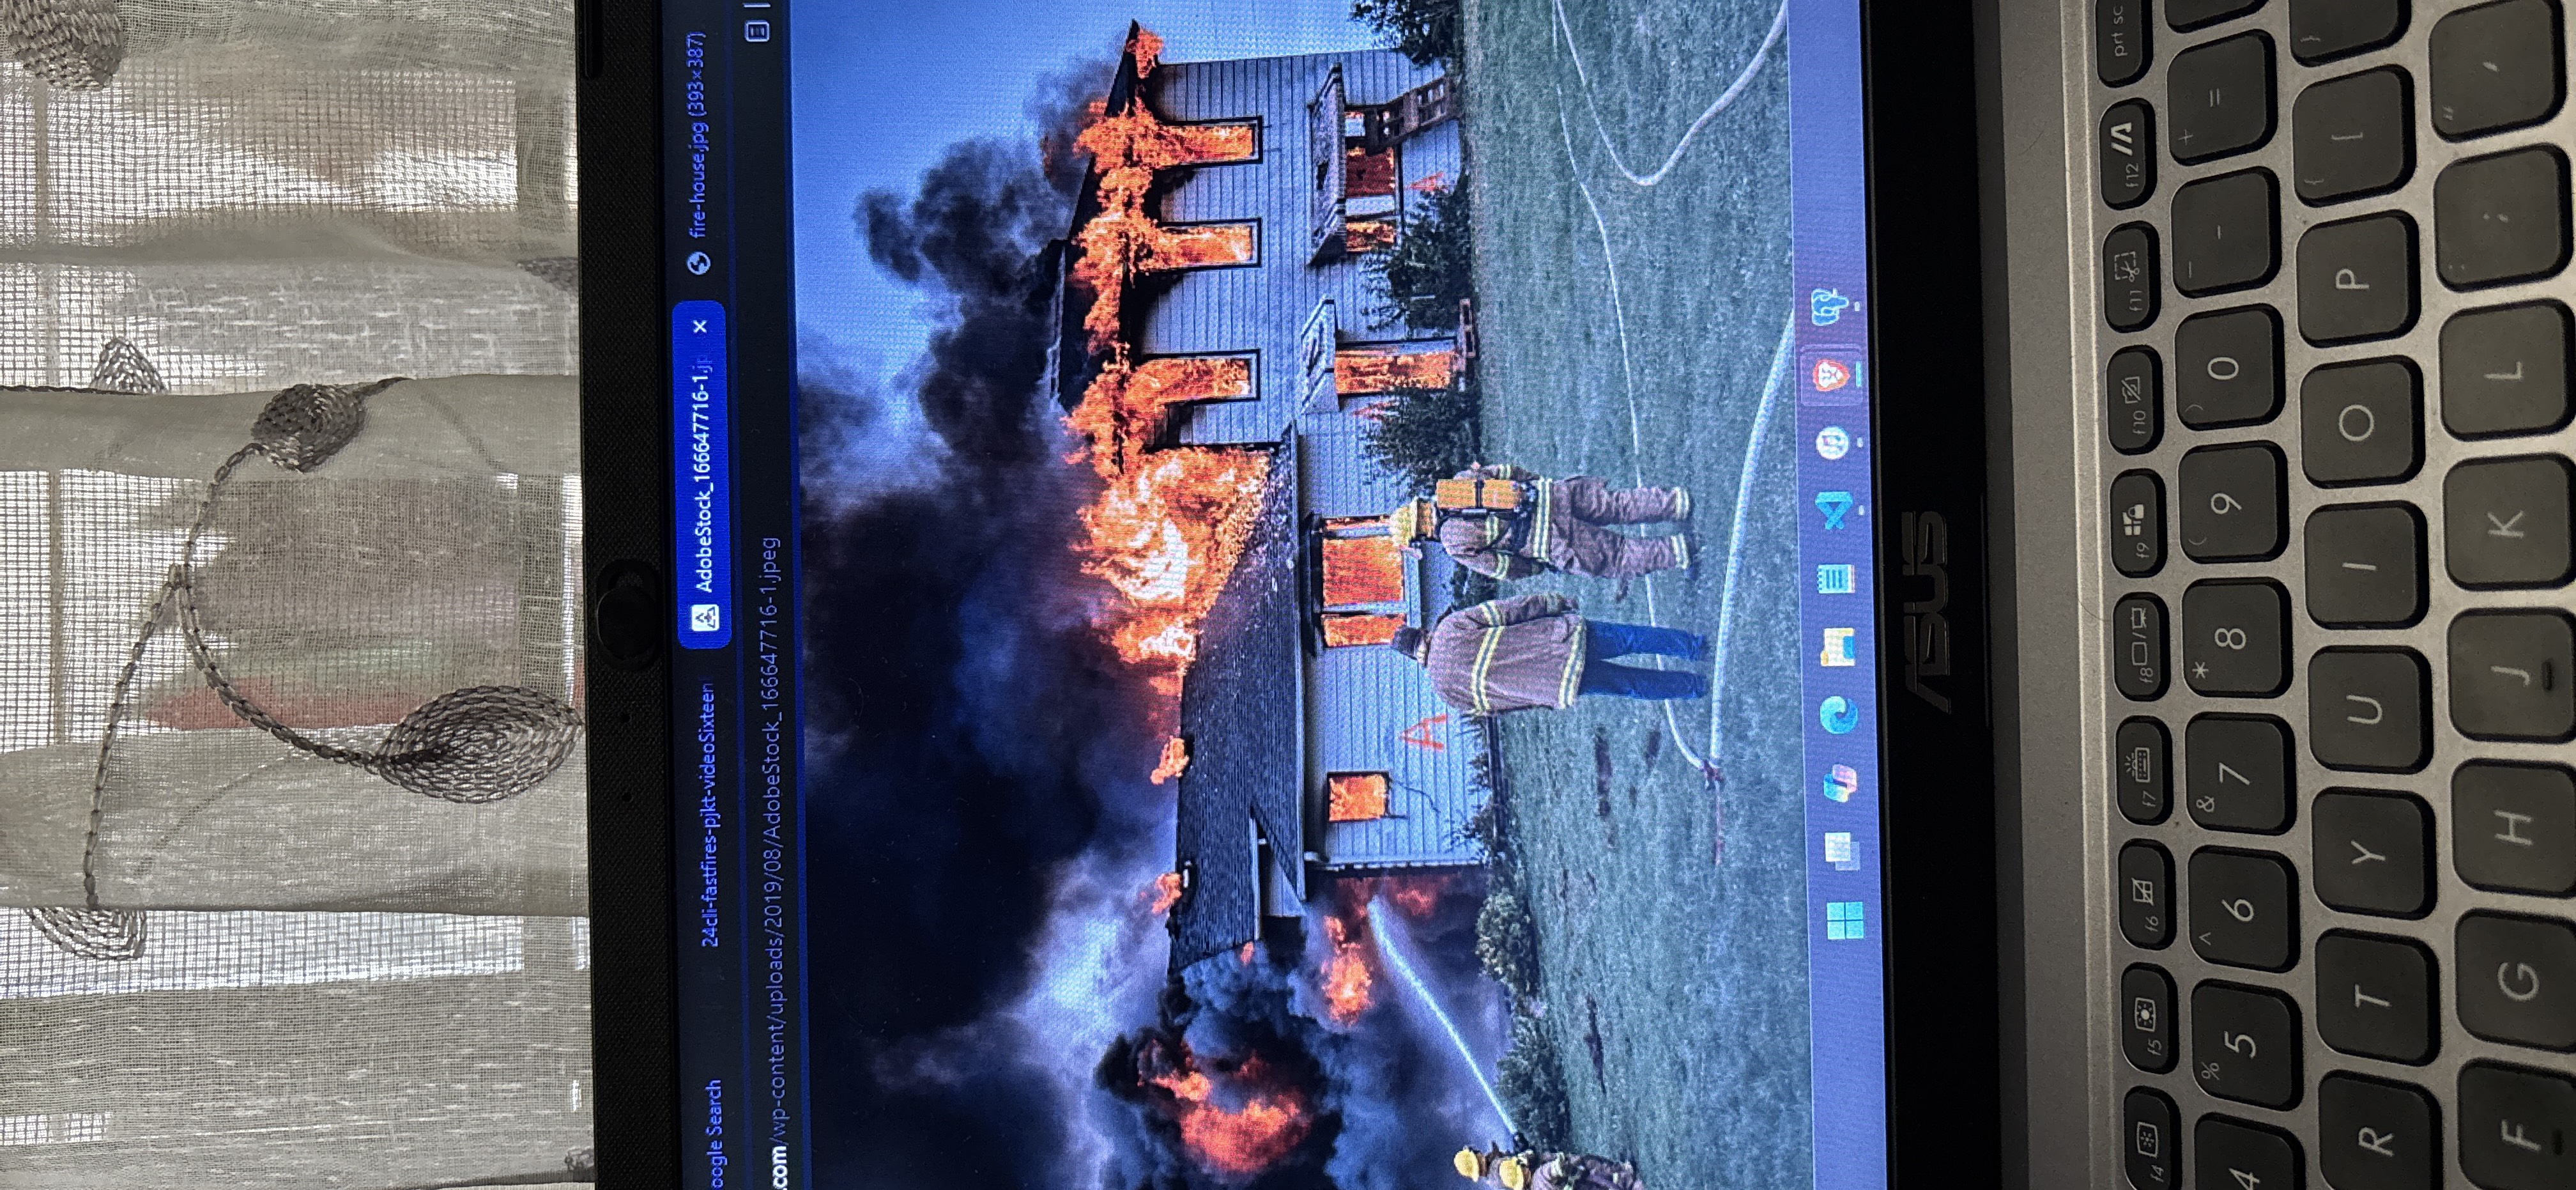 oogle Search
24cli-fastfires-pjkt-videoSixteen
AdobeStock_166647716-1.jp
fire-house.jpg (393×387)
.com/wp-content/uploads/2019/08/AdobeStock_166647716-1.jpeg
A
A
ASUS
f4 f5 f6 f7 f8 f9 f10 f11 f12 prt sc
4 % 5 ^ 6 & 7 * 8 ( 9 ) 0 _ - + =
R T Y U I O P { [ }
F G H J K L : ; " '